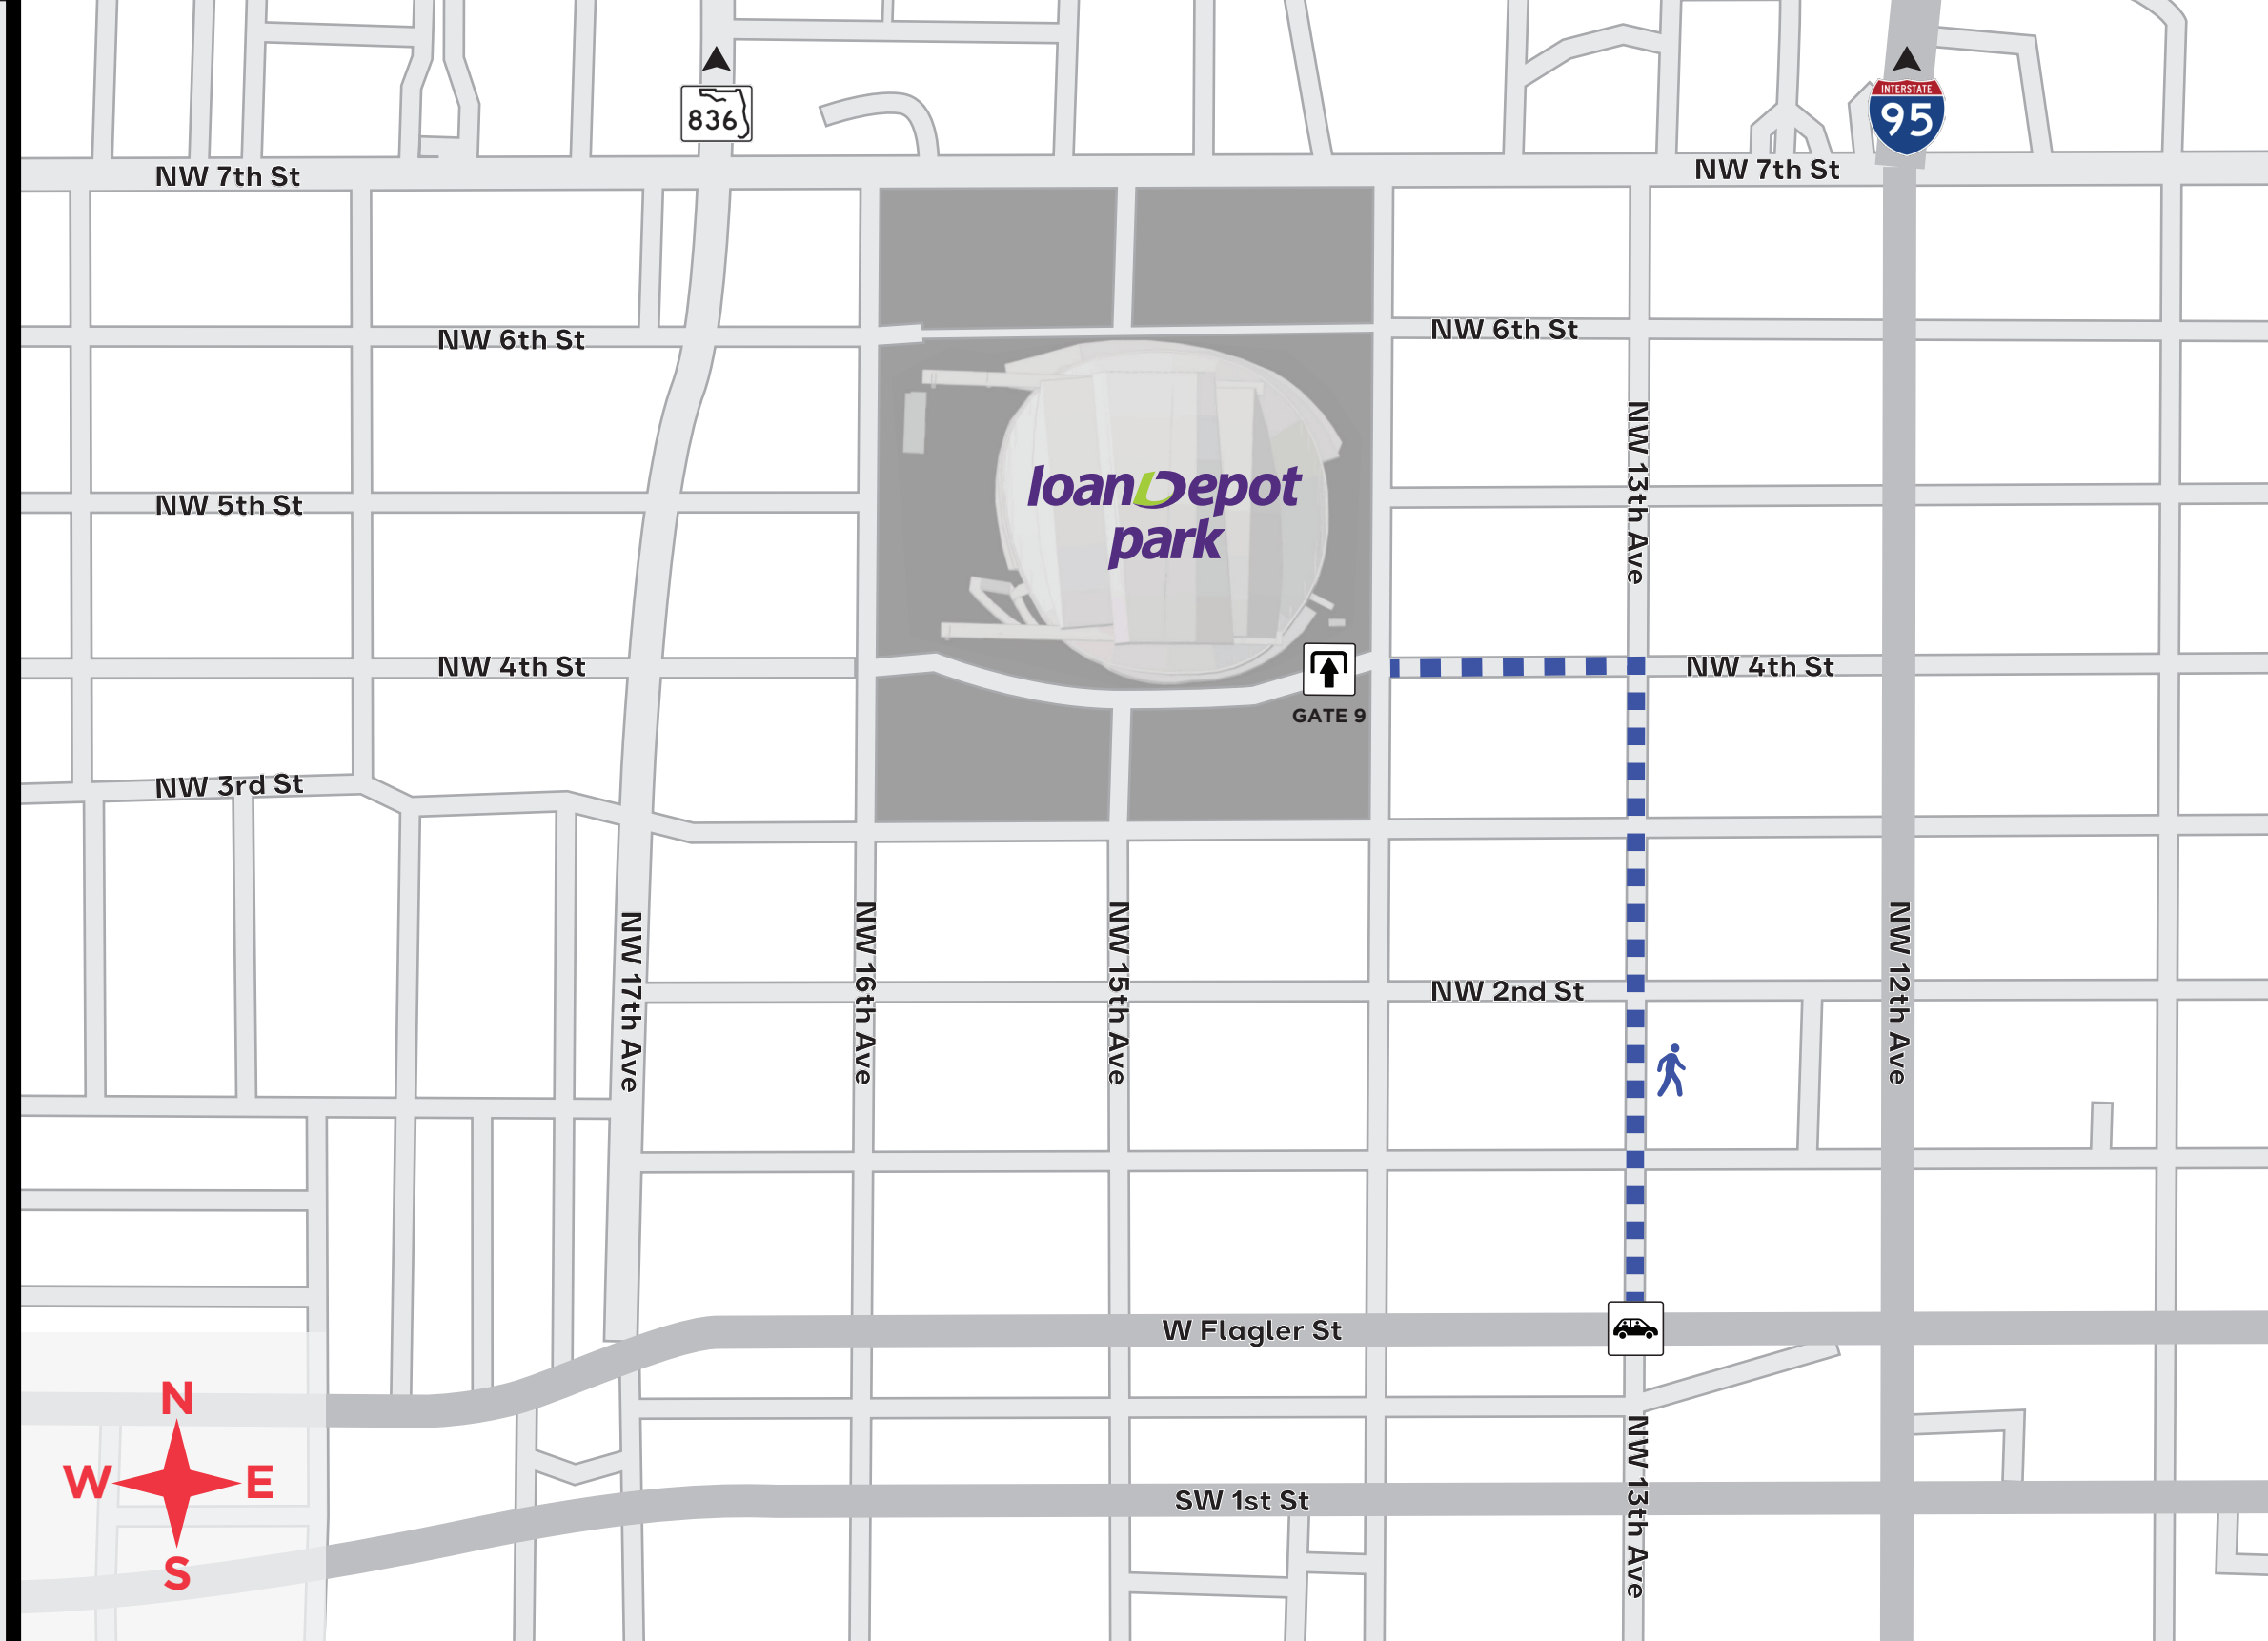 836
INTERSTATE
95
NW 7th St
NW 7th St
NW 6th St
NW 6th St
NW 13th Ave
loanDepot
park
NW 5th St
NW 4th St
NW 4th St
GATE 9
NW 3rd St
NW 17th Ave
NW 16th Ave
NW 15th Ave
NW 2nd St
NW 12th Ave
W Flagler St
N
W E
S
SW 1st St
NW 13th Ave